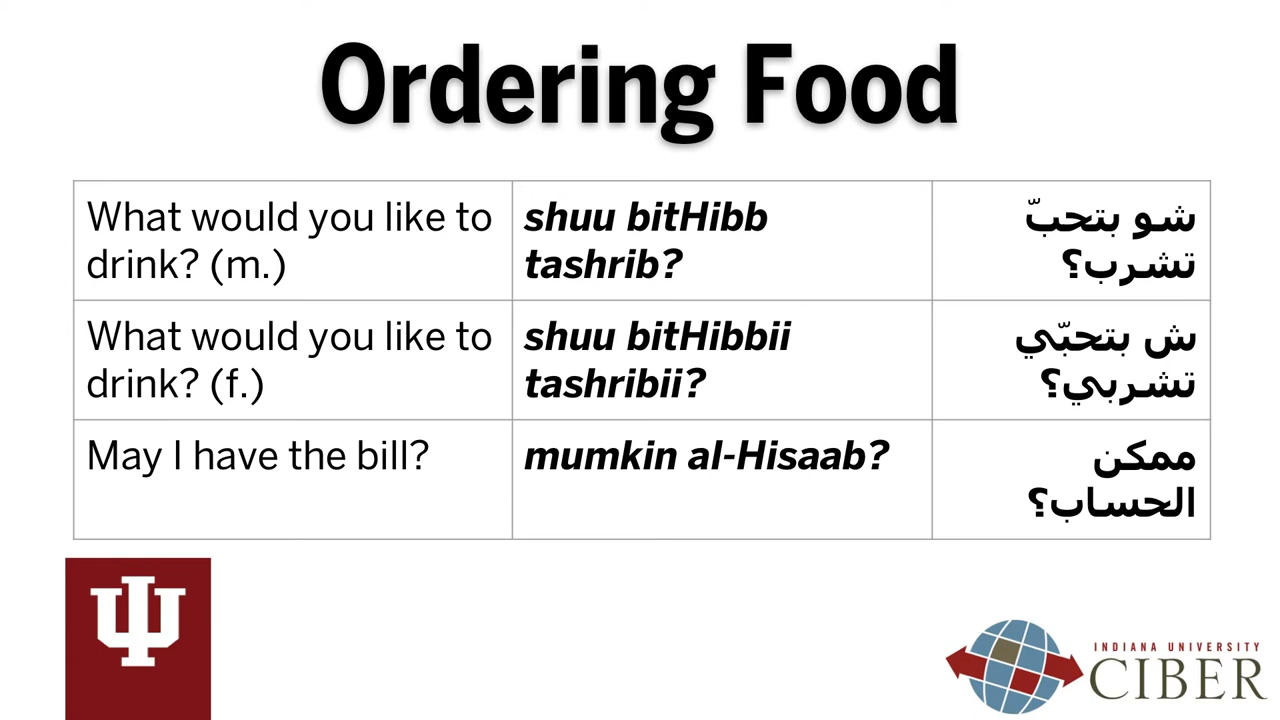 Ordering Food
What would you like to
drink? (m.)
shuu bitHibb
tashrib?
شو بتحبّ
تشرب؟
What would you like to
drink? (f.)
shuu bitHibbii
tashribii?
ش بتحبّي
تشربي؟
May I have the bill?
mumkin al-Hisaab?
ممكن
الحساب؟
INDIANA UNIVERSITY
CIBER